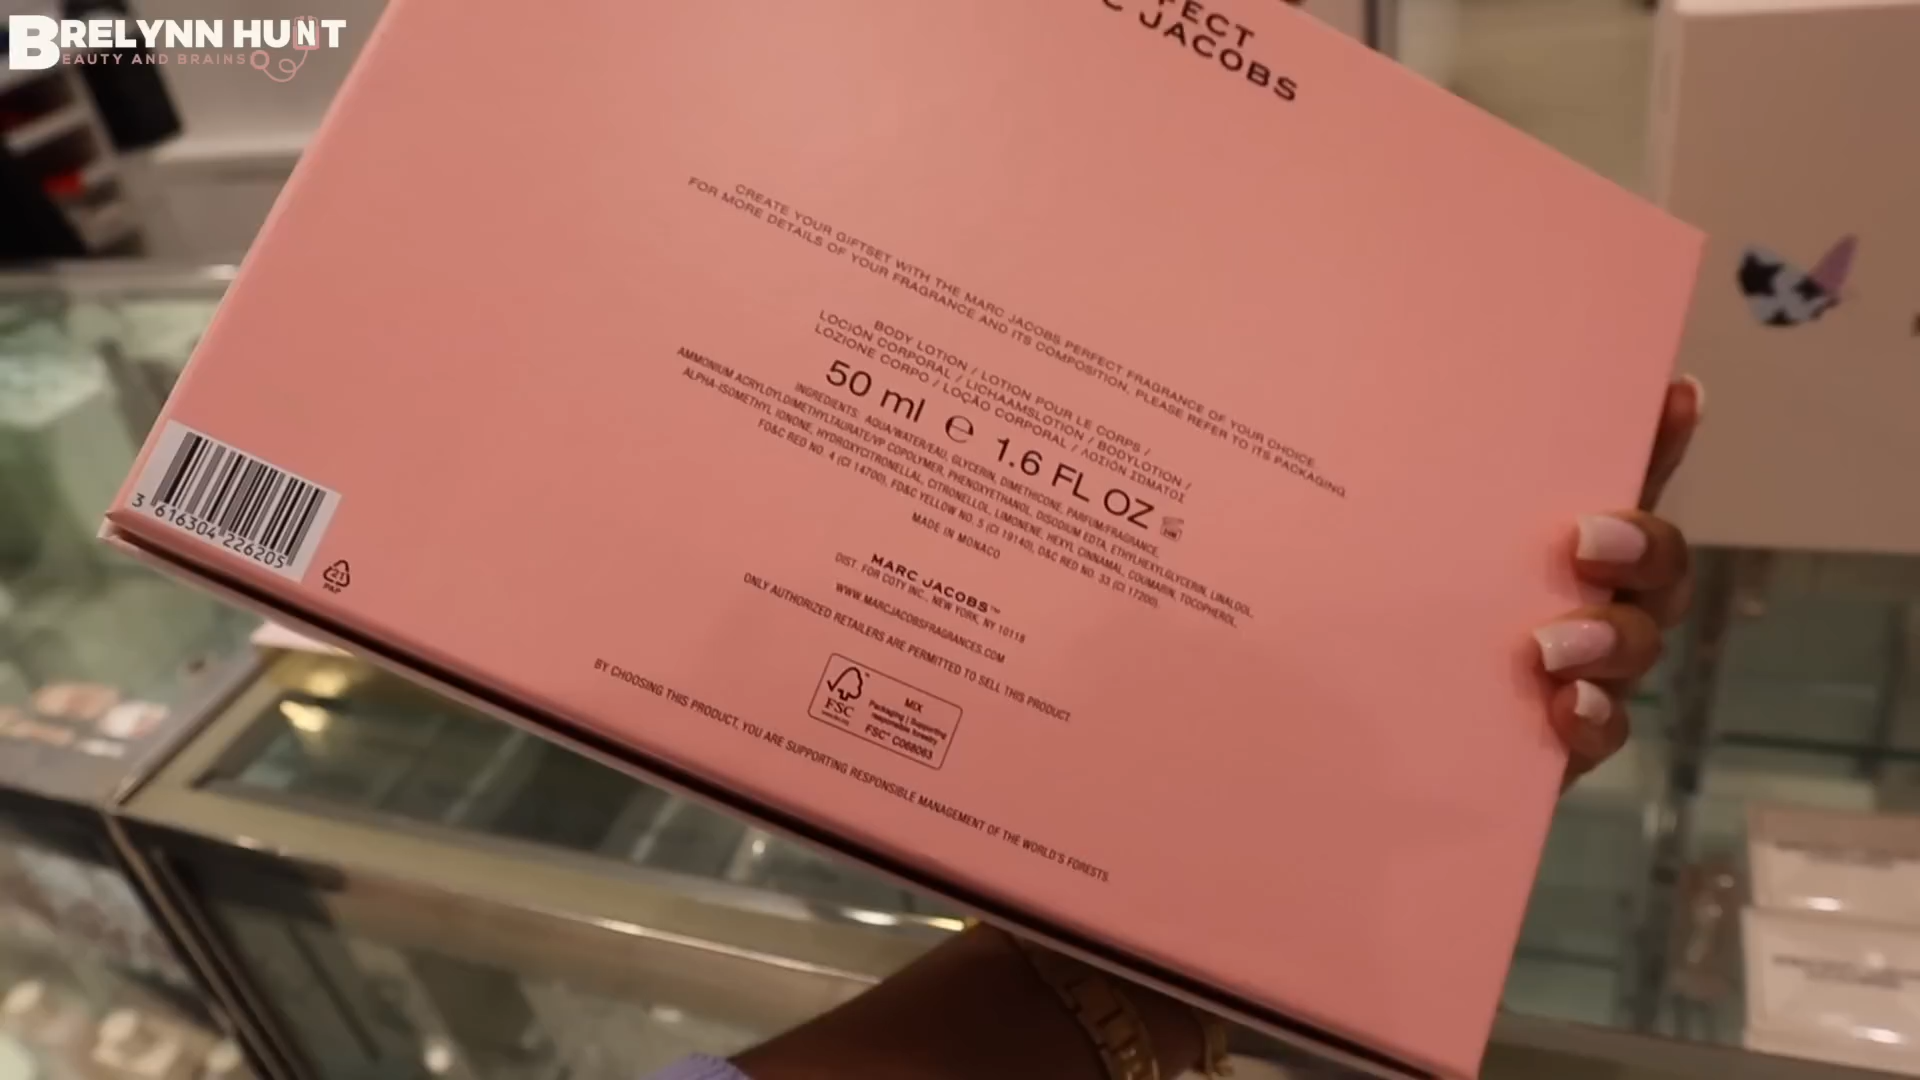 BRELYNN HUNT
BEAUTY AND BRAINS
FECT
C JACOBS
CREATE YOUR GIFTSET WITH THE MARC JACOBS PERFECT FRAGRANCE OF YOUR CHOICE.
FOR MORE DETAILS OF YOUR FRAGRANCE AND ITS COMPOSITION, PLEASE REFER TO ITS PACKAGING.
BODY LOTION / LOTION POUR LE CORPS /
LOCIÓN CORPORAL / LICHAAMSLOTION / BODYLOTION /
LOZIONE CORPO / LOÇÃO CORPORAL / ΛΟΣΙΟΝ ΣΩΜΑΤΟΣ
50 ml e 1.6 FL OZ
INGREDIENTS: AQUA/WATER/EAU, GLYCERIN, DIMETHICONE, PARFUM/FRAGRANCE,
AMMONIUM ACRYLOYLDIMETHYLTAURATE/VP COPOLYMER, PHENOXYETHANOL, DISODIUM EDTA, ETHYLHEXYLGLYCERIN, LINALOOL,
ALPHA-ISOMETHYL IONONE, HYDROXYCITRONELLAL, CITRONELLOL, LIMONENE, HEXYL CINNAMAL, COUMARIN, TOCOPHEROL,
FD&C RED NO. 4 (CI 14700), FD&C YELLOW NO. 5 (CI 19140), D&C RED NO. 33 (CI 17200).
MADE IN MONACO
MARC JACOBS™
DIST. FOR COTY INC., NEW YORK, NY 10118
WWW.MARCJACOBSFRAGRANCES.COM
ONLY AUTHORIZED RETAILERS ARE PERMITTED TO SELL THIS PRODUCT.
FSC
MIX
Packaging | Supporting
responsible forestry
FSC® C068063
BY CHOOSING THIS PRODUCT, YOU ARE SUPPORTING RESPONSIBLE MANAGEMENT OF THE WORLD'S FORESTS.
3 616304 226205
21
PAP